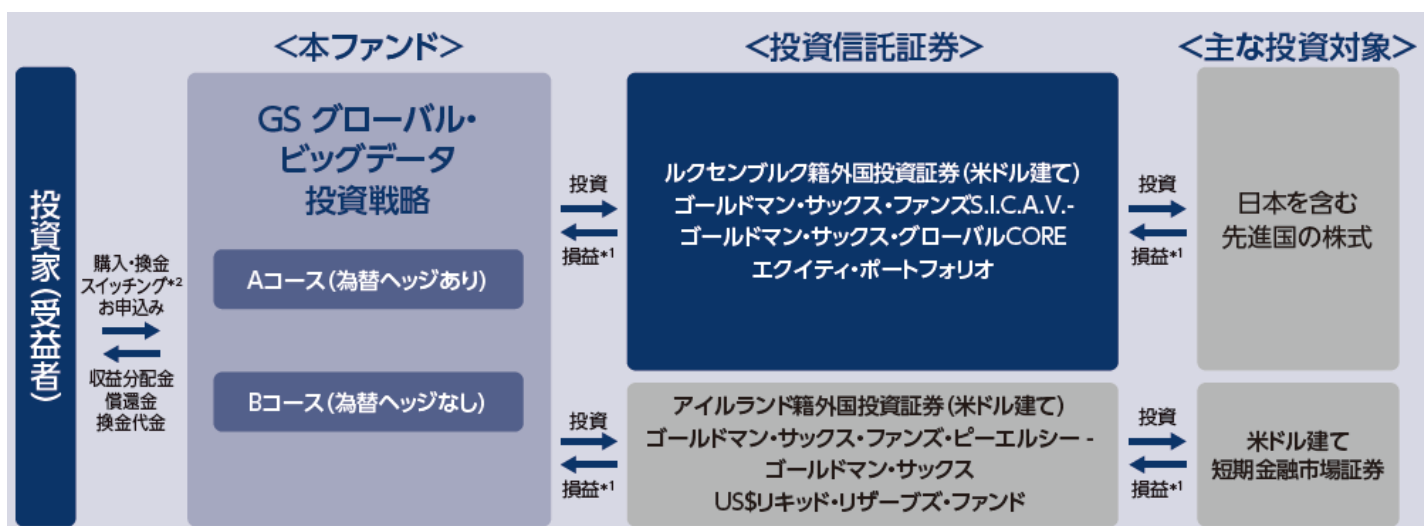 <本ファンド>
<投資信託証券>
<主な投資対象>
投資家(受益者)
購入・換金
スイッチング*2
お申込み
収益分配金
償還金
換金代金
GS グローバル・
ビッグデータ
投資戦略
Aコース(為替ヘッジあり)
Bコース(為替ヘッジなし)
投資
損益*1
ルクセンブルク籍外国投資証券(米ドル建て)
ゴールドマン・サックス・ファンズS.I.C.A.V.-
ゴールドマン・サックス・グローバルCORE
エクイティ・ポートフォリオ
投資
損益*1
日本を含む
先進国の株式
投資
損益*1
アイルランド籍外国投資証券(米ドル建て)
ゴールドマン・サックス・ファンズ・ピーエルシー -
ゴールドマン・サックス
US$リキッド・リザーブズ・ファンド
投資
損益*1
米ドル建て
短期金融市場証券